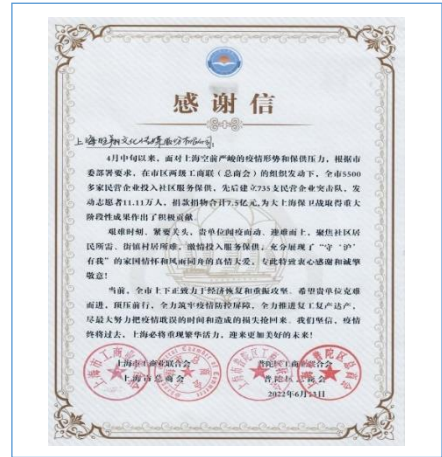 感谢信
上海旺翔文化传媒股份有限公司:
4月中旬以来，面对上海空前严峻的疫情形势和保供压力，根据市
委部署要求，在市区两级工商联（总商会）的组织发动下，全市5500
多家民营企业投入社区服务保供，先后建立735支民营企业突击队，发
动志愿者11.11万人，捐款捐物合计7.5亿元，为大上海保卫战取得重大
阶段性成果作出了积极贡献。
艰难时刻、紧要关头，贵单位闻疫而动、迎难而上，聚焦社区居
民所需、街镇村居所难，激情投入服务保供，充分展现了“守‘沪’
有我”的家国情怀和风雨同舟的真情大爱，专此特致衷心感谢和诚挚
敬意！
当前，全市上下正致力于经济恢复和重振攻坚。希望贵单位克难
而进、顶压前行，全力筑牢疫情防控屏障，全力推进复工复产达产，
尽最大努力把疫情耽误的时间和造成的损失抢回来。我们坚信，疫情
终将过去，上海必将重现繁华活力，迎来更加美好的未来！
上海市工商业联合会 普陀区工商业联合会
上海市总商会 普陀区总商会
2022年6月13日